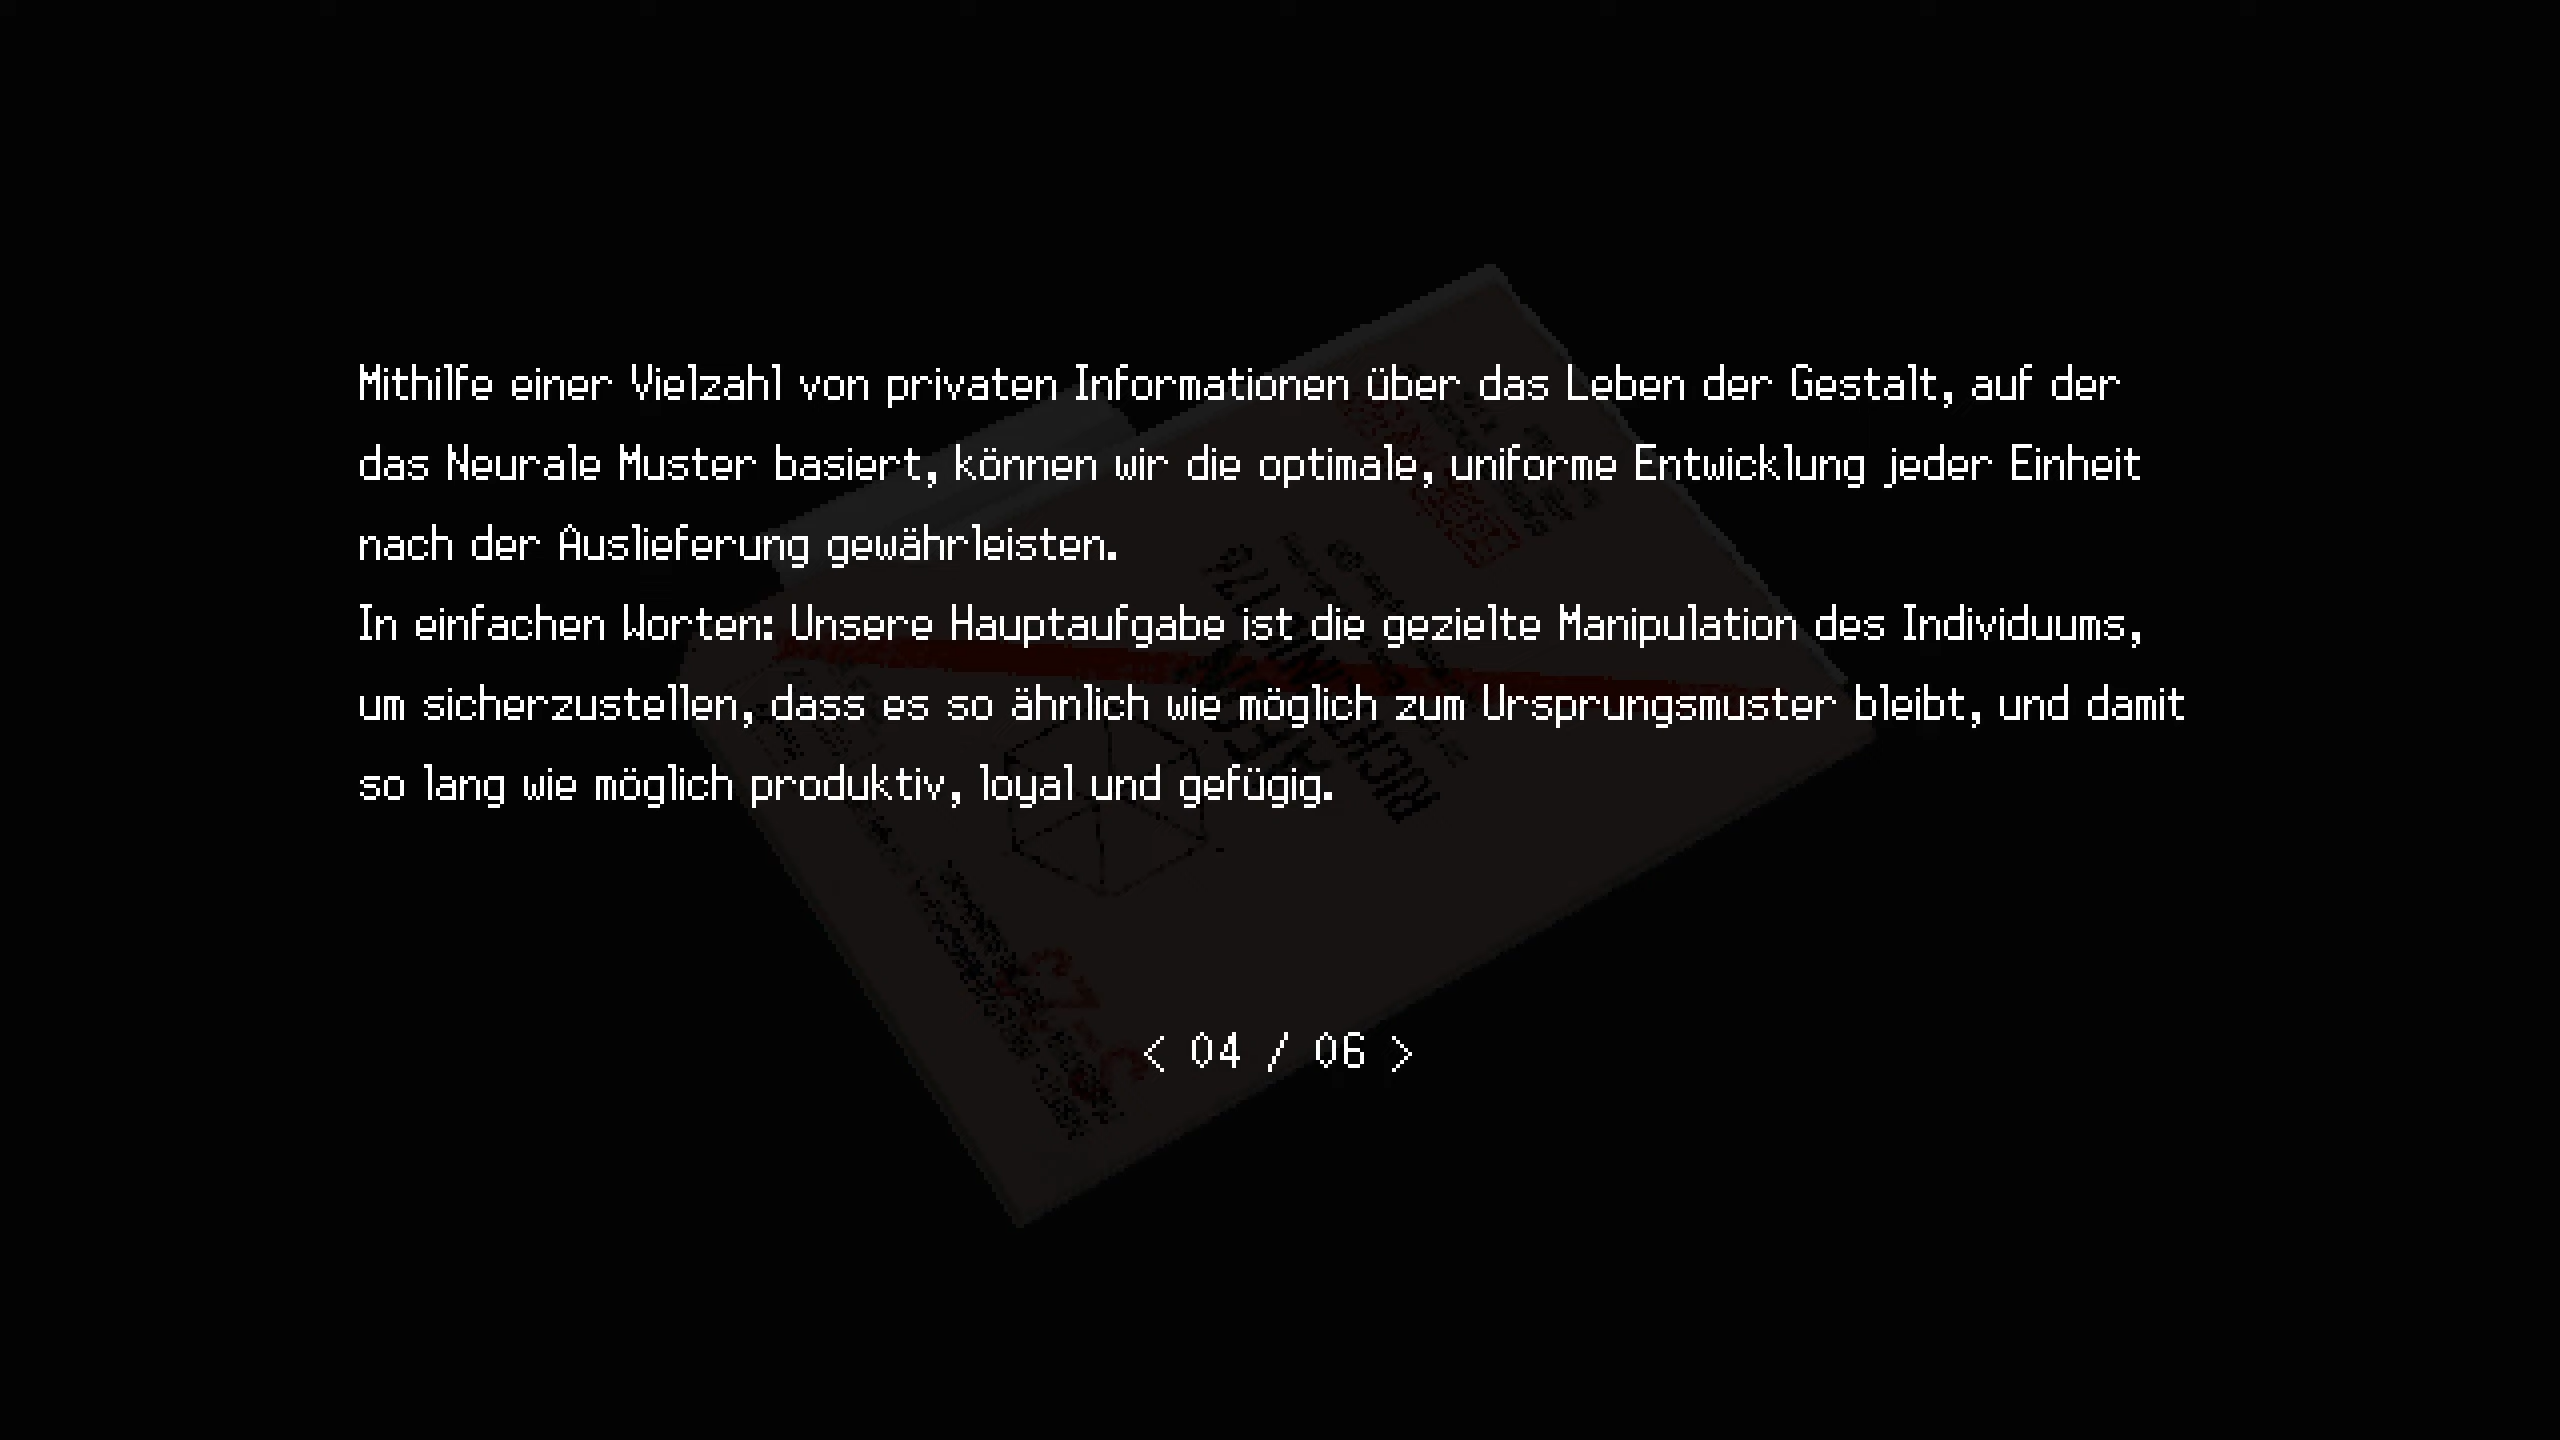 Mithilfe einer Vielzahl von privaten Informationen über das Leben der Gestalt, auf der
das Neurale Muster basiert, können wir die optimale, uniforme Entwicklung jeder Einheit
nach der Auslieferung gewährleisten.
In einfachen Worten: Unsere Hauptaufgabe ist die gezielte Manipulation des Individuums,
um sicherzustellen, dass es so ähnlich wie möglich zum Ursprungsmuster bleibt, und damit
so lang wie möglich produktiv, loyal und gefügig.
< 04 / 06 >